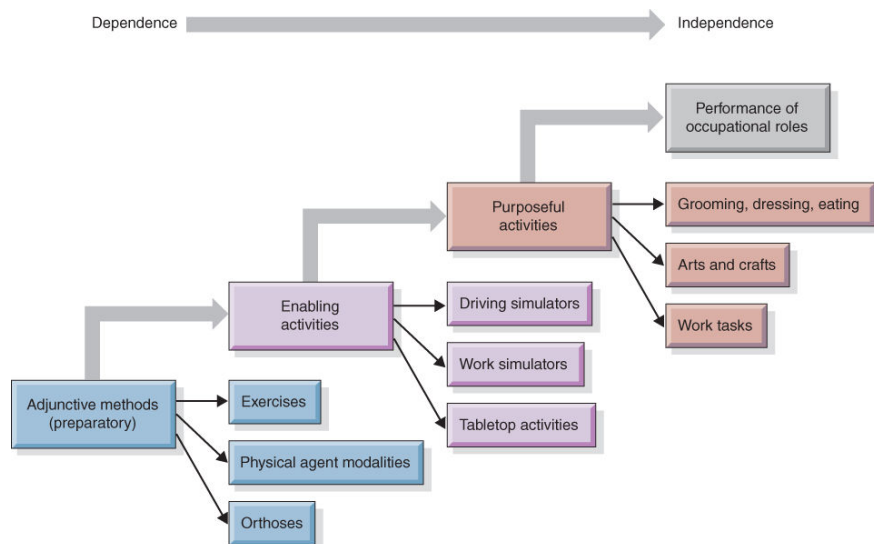 Dependence
Independence
Performance of
occupational roles
Purposeful
activities
Grooming, dressing, eating
Arts and crafts
Work tasks
Enabling
activities
Driving simulators
Work simulators
Tabletop activities
Adjunctive methods
(preparatory)
Exercises
Physical agent modalities
Orthoses